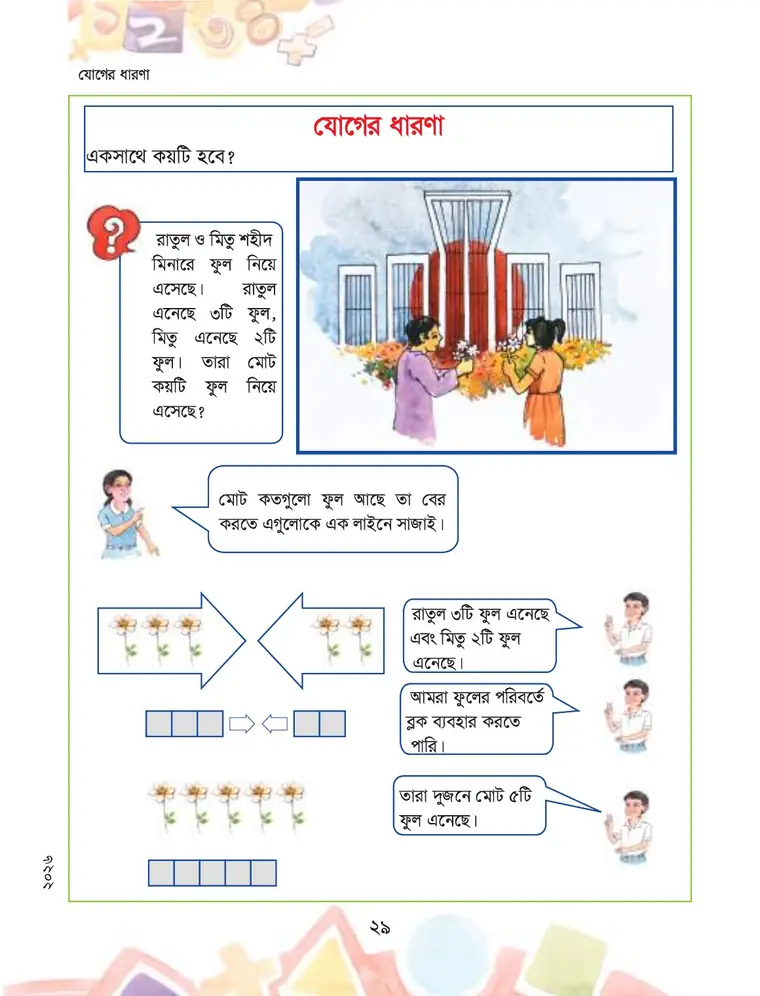 যোগের ধারণা
যোগের ধারণা
একসাথে কয়টি হবে?
রাতুল ও মিতু শহীদ
মিনারে ফুল নিয়ে
এসেছে। রাতুল
এনেছে ৩টি ফুল,
মিতু এনেছে ২টি
ফুল। তারা মোট
কয়টি ফুল নিয়ে
এসেছে?
মোট কতগুলো ফুল আছে তা বের
করতে এগুলোকে এক লাইনে সাজাই।
রাতুল ৩টি ফুল এনেছে
এবং মিতু ২টি ফুল
এনেছে।
আমরা ফুলের পরিবর্তে
ব্লক ব্যবহার করতে
পারি।
তারা দুজনে মোট ৫টি
ফুল এনেছে।
২০২৬
২৯